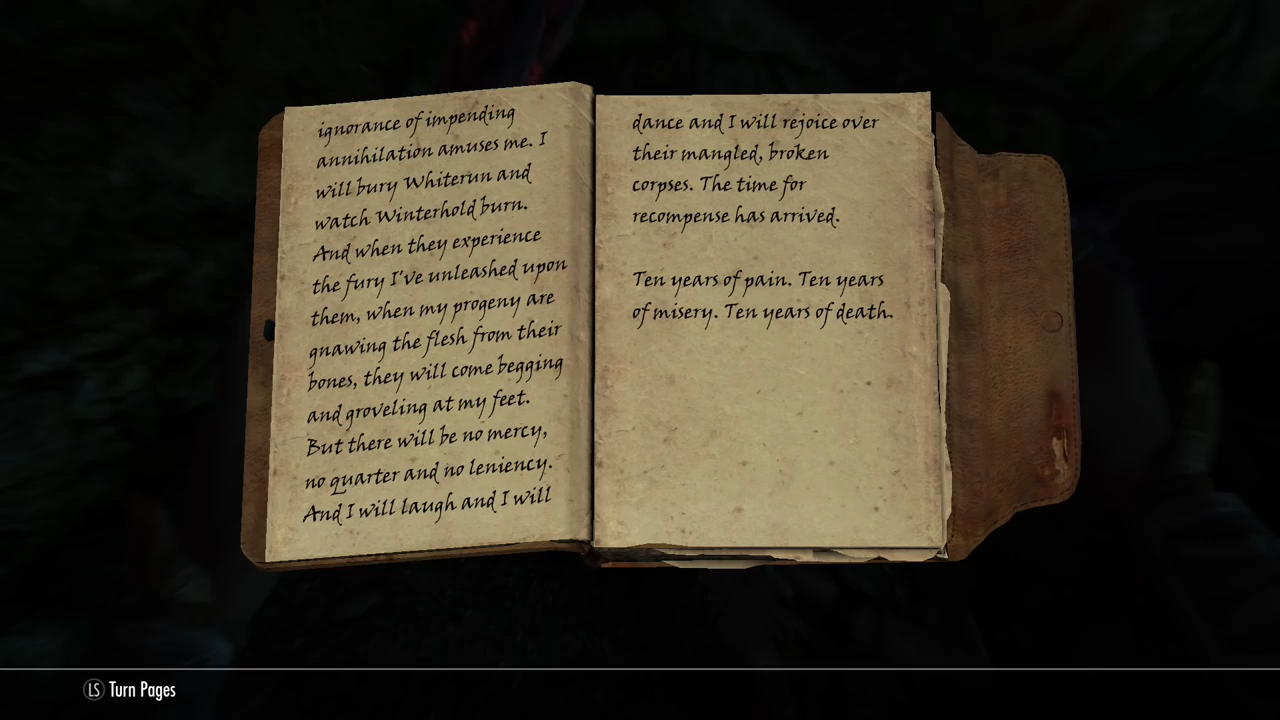 ignorance of impending
annihilation amuses me. I
will bury Whiterun and
watch Winterhold burn.
And when they experience
the fury I've unleashed upon
them, when my progeny are
gnawing the flesh from their
bones, they will come begging
and groveling at my feet.
But there will be no mercy,
no quarter and no leniency.
And I will laugh and I will
dance and I will rejoice over
their mangled, broken
corpses. The time for
recompense has arrived.
Ten years of pain. Ten years
of misery. Ten years of death.
LS Turn Pages